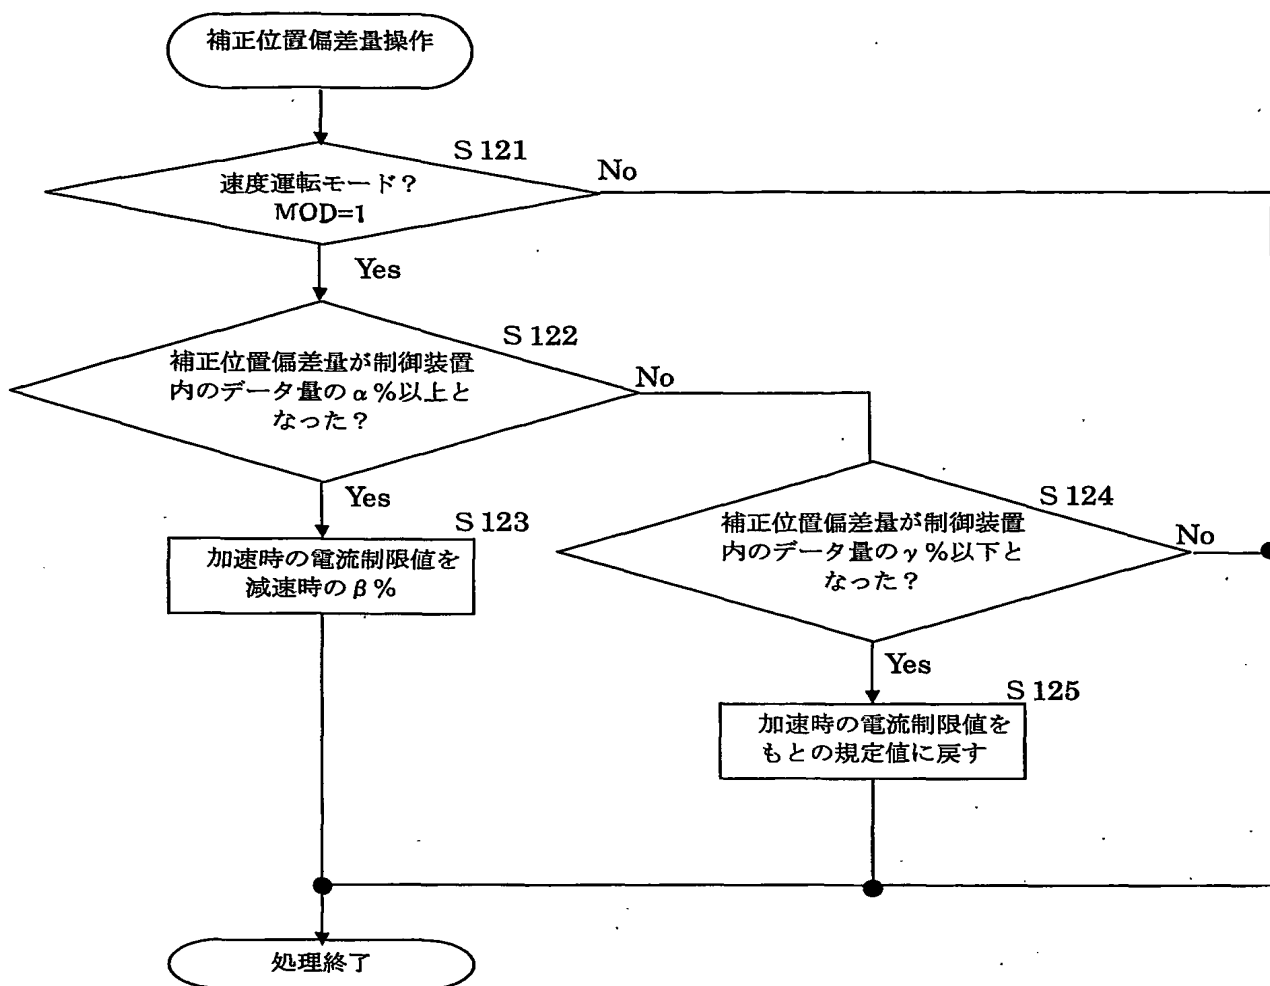 補正位置偏差量操作
S 121
No
速度運転モード？
MOD=1
Yes
S 122
補正位置偏差量が制御装置
内のデータ量のα％以上と
なった？
No
Yes
S 123
加速時の電流制限値を
減速時のβ％
S 124
補正位置偏差量が制御装置
内のデータ量のγ％以下と
なった？
No
Yes
S 125
加速時の電流制限値を
もとの規定値に戻す
処理終了